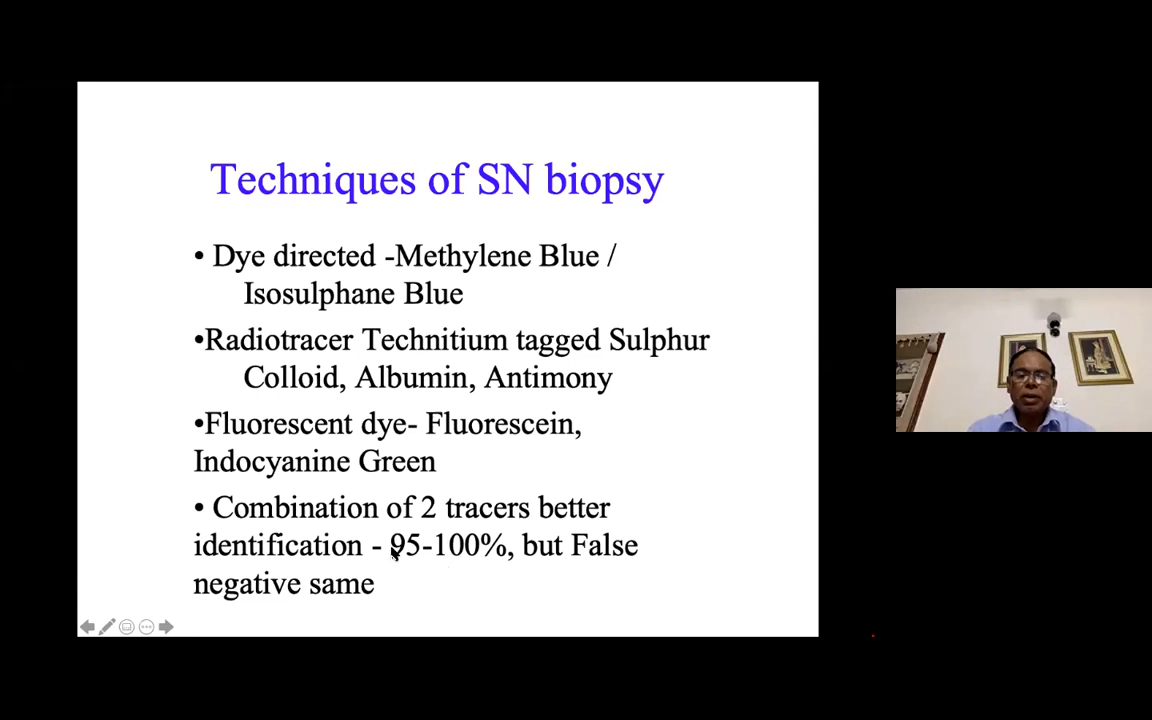 Techniques of SN biopsy
• Dye directed -Methylene Blue /
Isosulphane Blue
•Radiotracer Technitium tagged Sulphur
Colloid, Albumin, Antimony
•Fluorescent dye- Fluorescein,
Indocyanine Green
• Combination of 2 tracers better
identification - 95-100%, but False
negative same